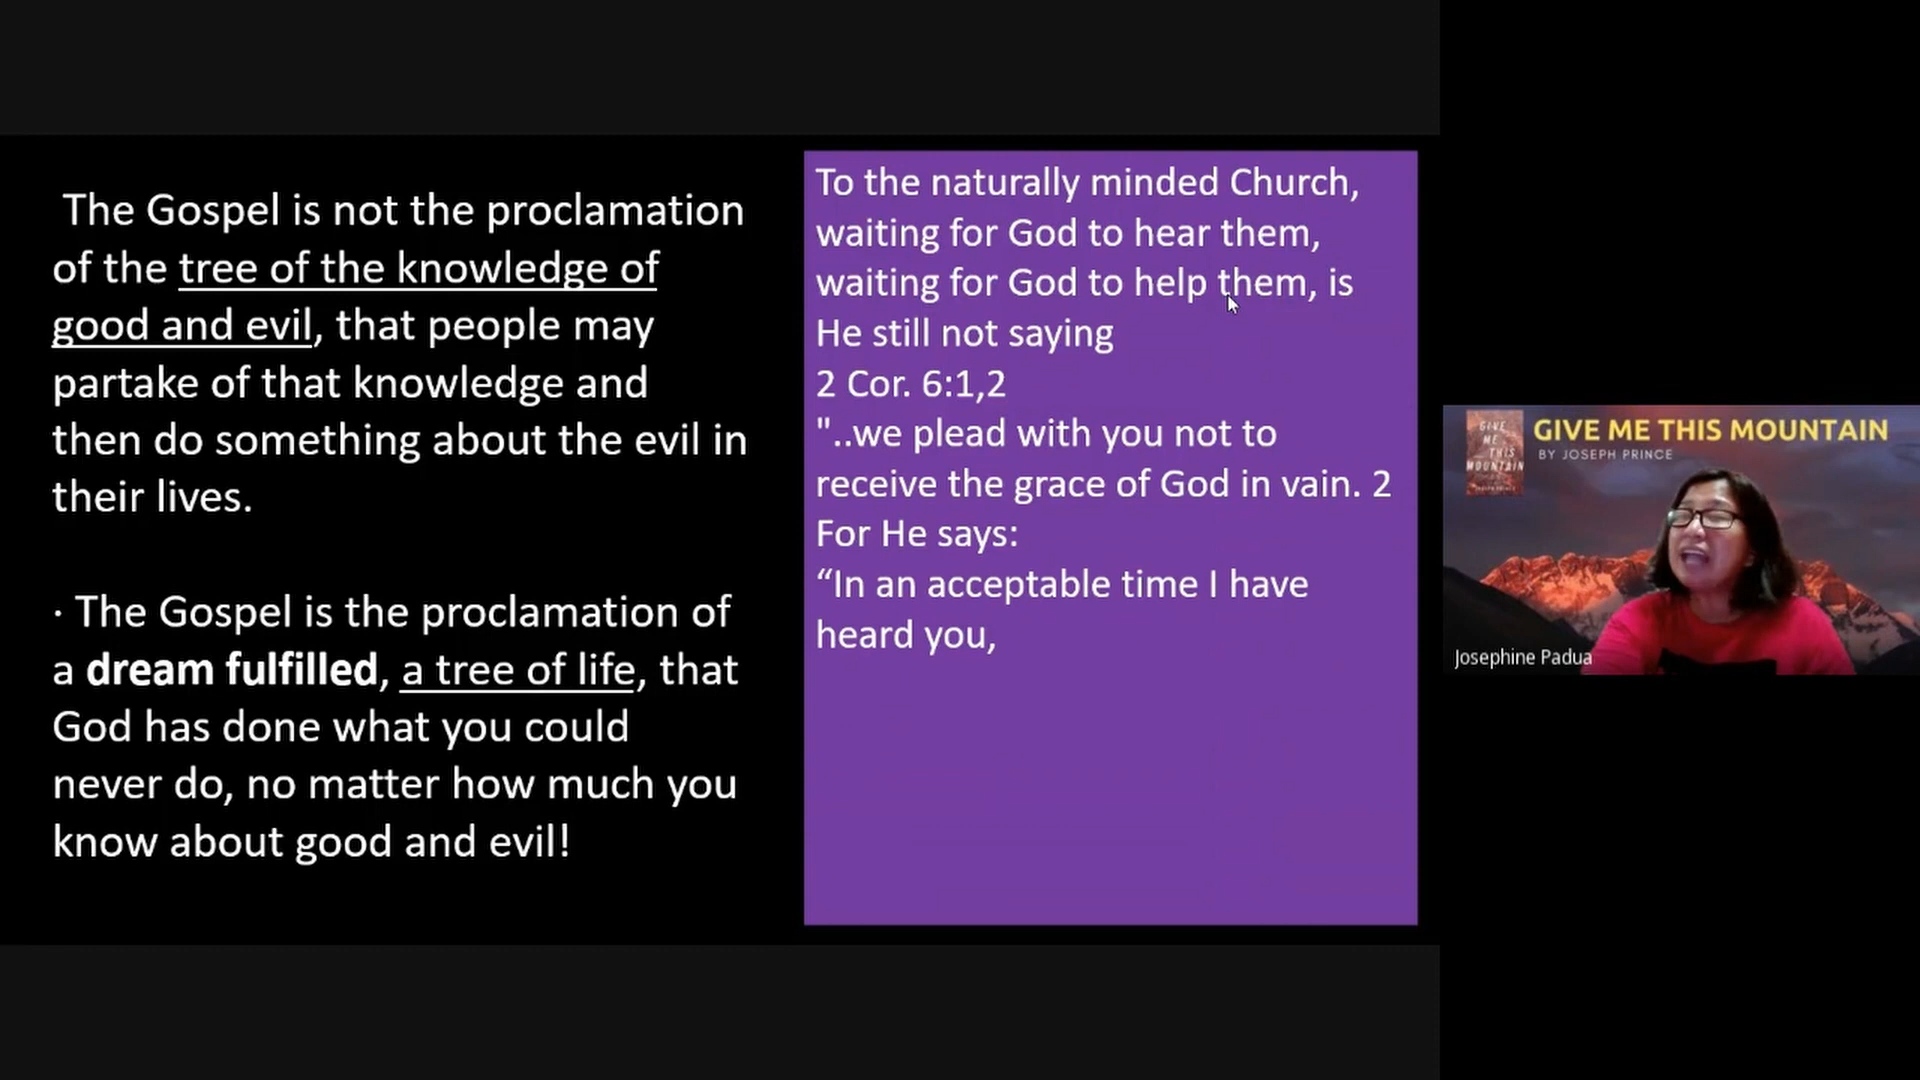 The Gospel is not the proclamation
of the tree of the knowledge of
good and evil, that people may
partake of that knowledge and
then do something about the evil in
their lives.
· The Gospel is the proclamation of
a dream fulfilled, a tree of life, that
God has done what you could
never do, no matter how much you
know about good and evil!
To the naturally minded Church,
waiting for God to hear them,
waiting for God to help them, is
He still not saying
2 Cor. 6:1,2
"..we plead with you not to
receive the grace of God in vain. 2
For He says:
“In an acceptable time I have
heard you,
GIVE
ME
THIS
MOUNTAIN
GIVE ME THIS MOUNTAIN
BY JOSEPH PRINCE
Josephine Padua